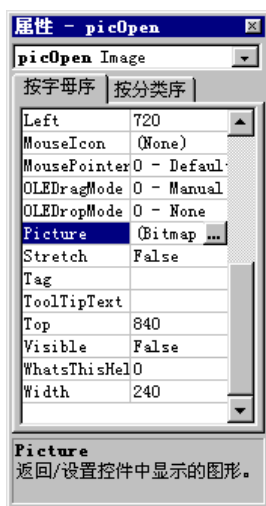 属性 - picOpen
picOpen Image
按字母序 按分类序
Left 720
MouseIcon (None)
MousePointer 0 - Default
OLEDragMode 0 - Manual
OLEDropMode 0 - None
Picture (Bitmap ...
Stretch False
Tag
ToolTipText
Top 840
Visible False
WhatsThisHel 0
Width 240
Picture
返回/设置控件中显示的图形。